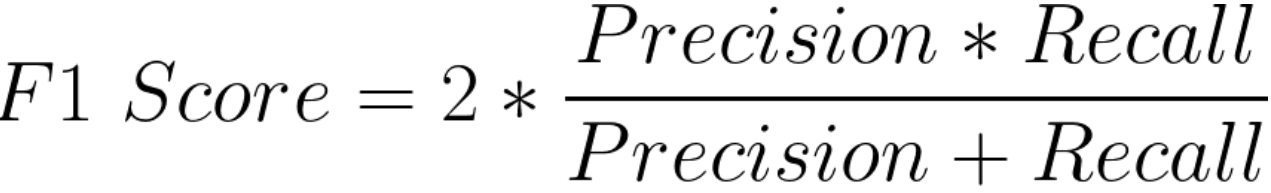 Precision * Recall
F1 Score = 2 *
Precision + Recall